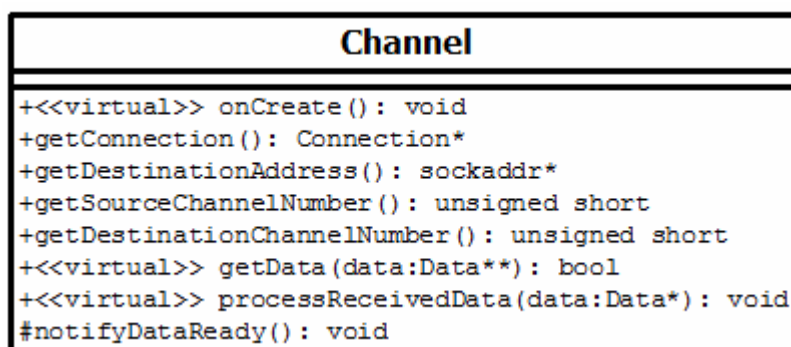 Channel
+<<virtual>> onCreate(): void
+getConnection(): Connection*
+getDestinationAddress(): sockaddr*
+getSourceChannelNumber(): unsigned short
+getDestinationChannelNumber(): unsigned short
+<<virtual>> getData(data:Data**): bool
+<<virtual>> processReceivedData(data:Data*): void
#notifyDataReady(): void